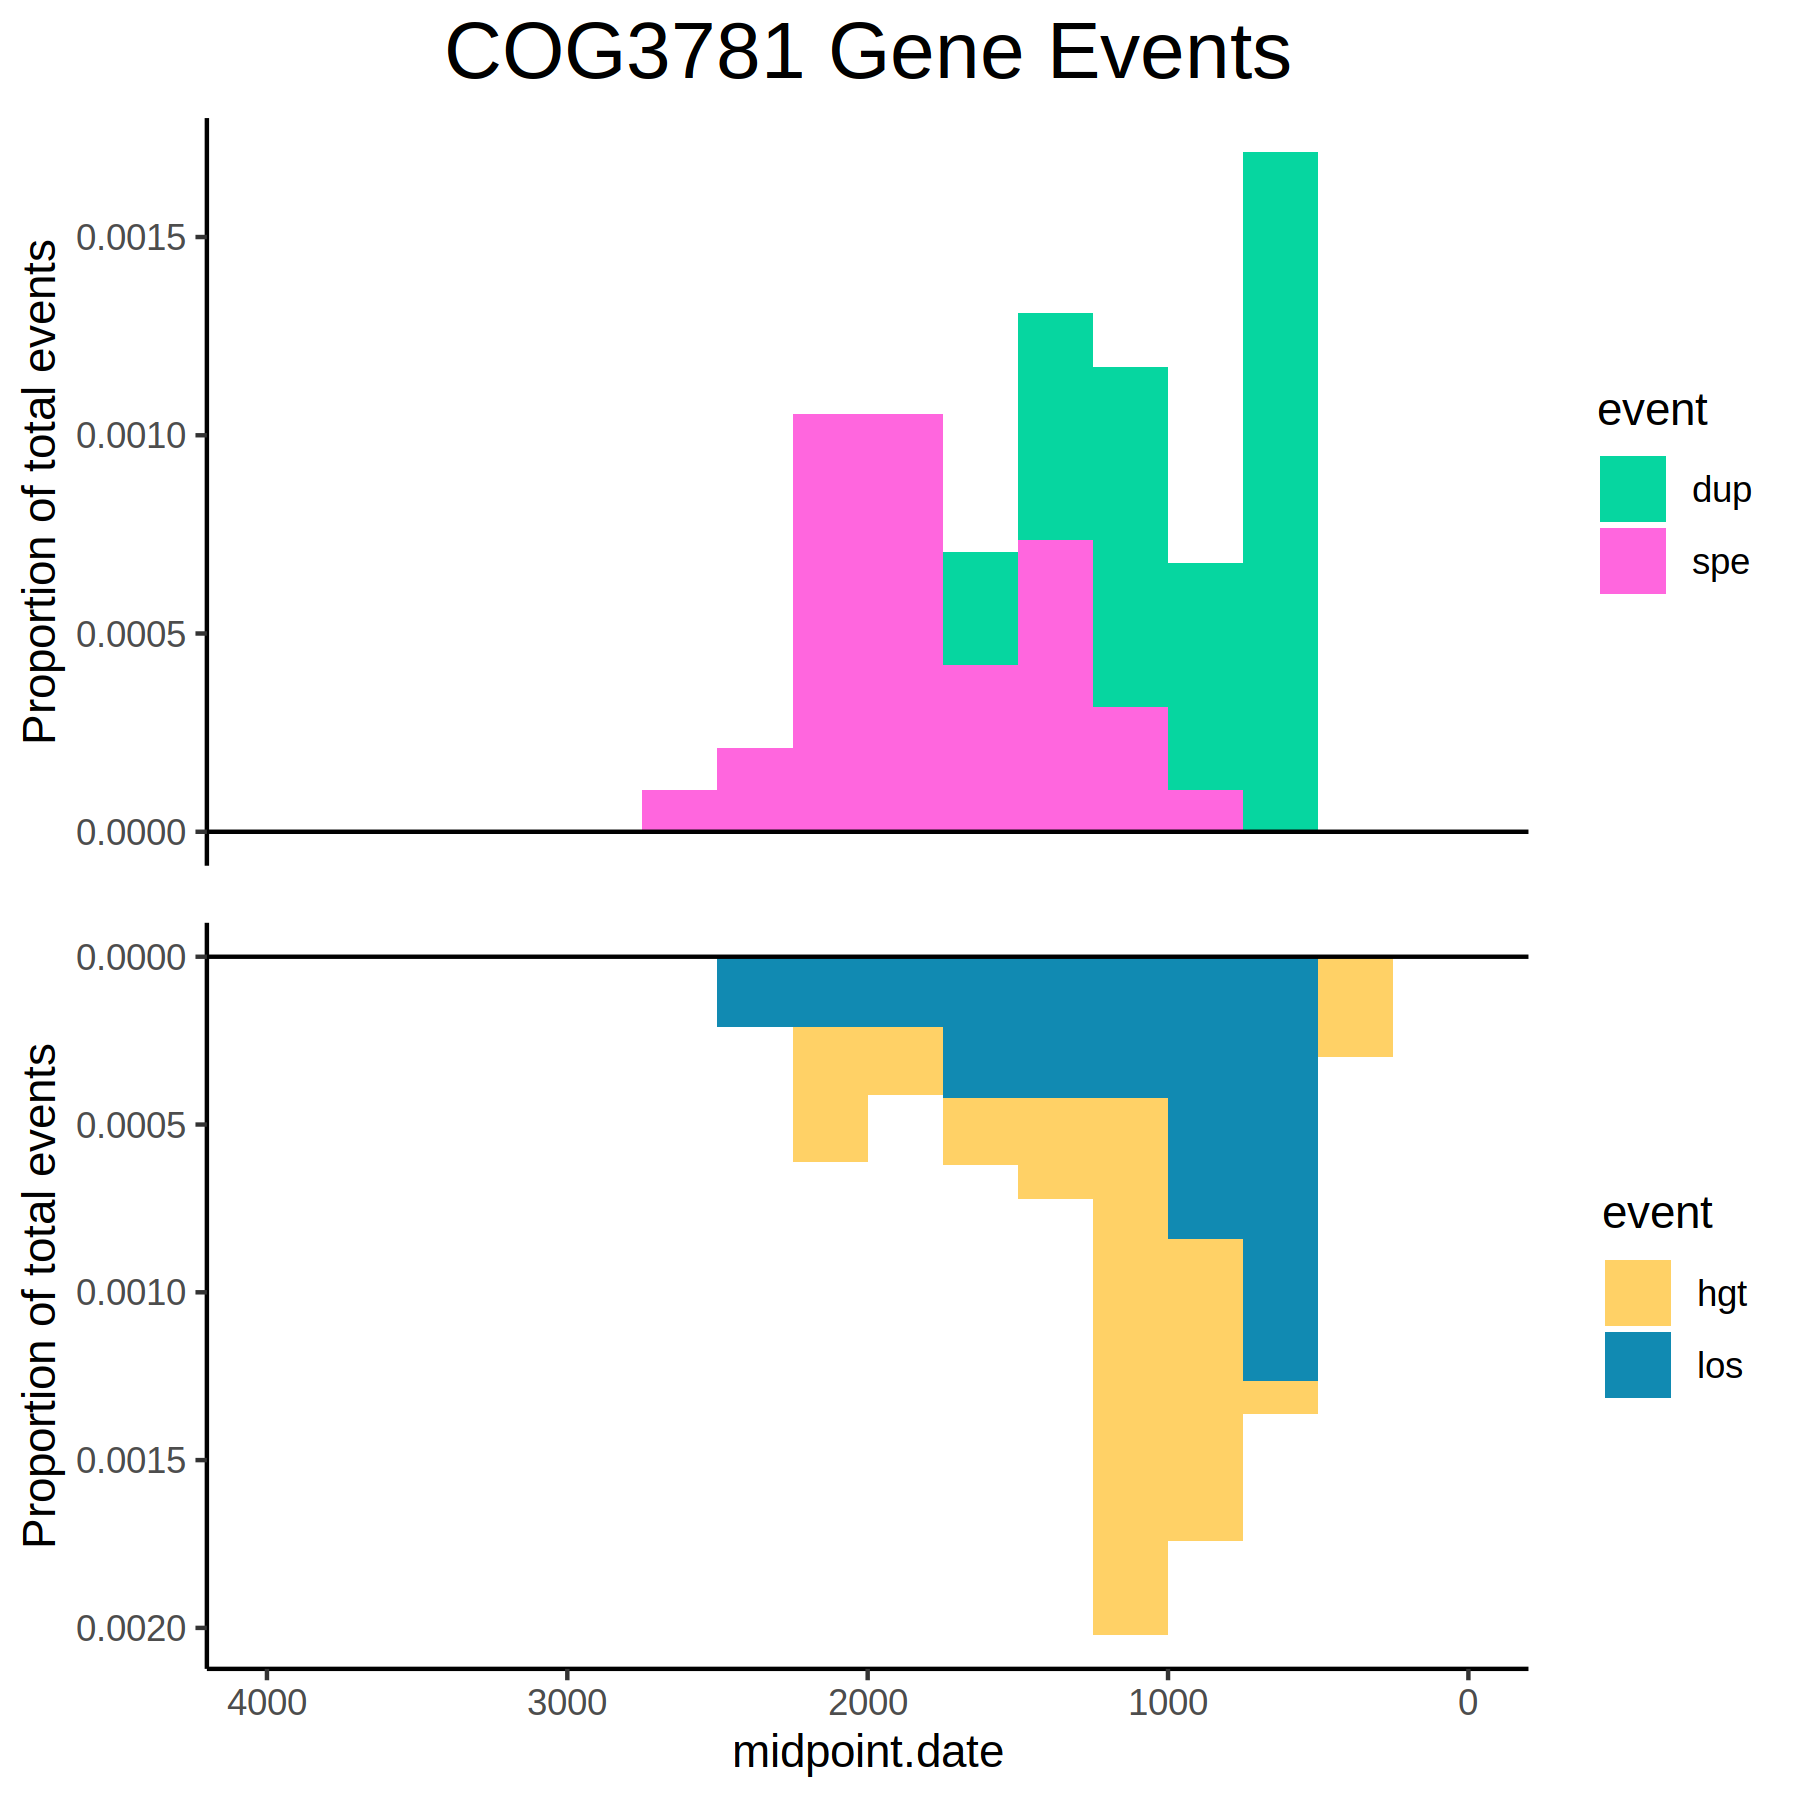 COG3781 Gene Events
Proportion of total events
0.0015
0.0010
0.0005
0.0000
event
dup
spe
Proportion of total events
0.0000
0.0005
0.0010
0.0015
0.0020
event
hgt
los
4000 3000 2000 1000 0
midpoint.date